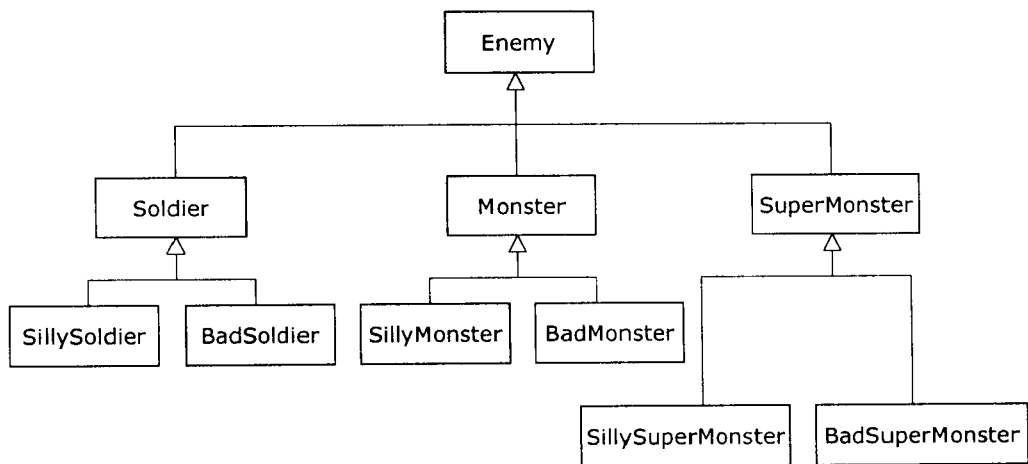 Enemy
Soldier
Monster
SuperMonster
SillySoldier
BadSoldier
SillyMonster
BadMonster
SillySuperMonster
BadSuperMonster